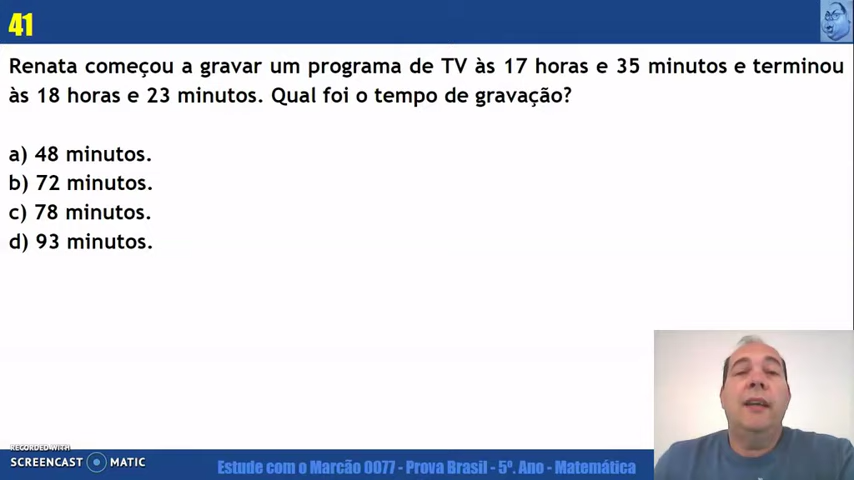 41
Renata começou a gravar um programa de TV às 17 horas e 35 minutos e terminou
às 18 horas e 23 minutos. Qual foi o tempo de gravação?
a) 48 minutos.
b) 72 minutos.
c) 78 minutos.
d) 93 minutos.
RECORDED WITH
SCREENCAST MATIC
Estude com o Marcão 0077 - Prova Brasil - 5º. Ano - Matemática